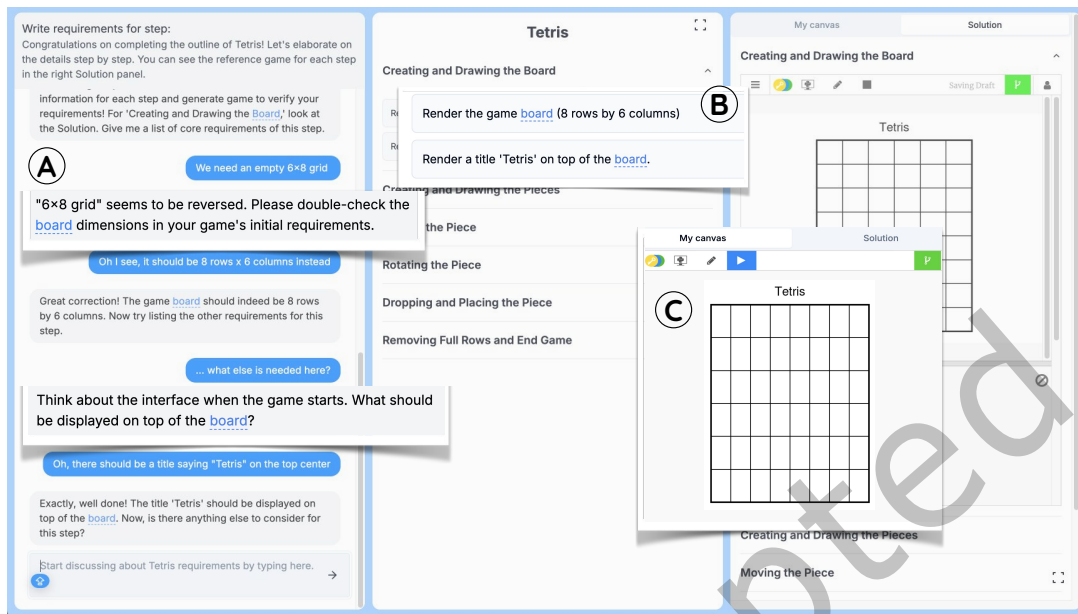 Write requirements for step:
Congratulations on completing the outline of Tetris! Let's elaborate on
the details step by step. You can see the reference game for each step
in the right Solution panel.
information for each step and generate game to verify your
requirements! For 'Creating and Drawing the Board,' look at
the Solution. Give me a list of core requirements of this step.
A
We need an empty 6×8 grid
"6×8 grid" seems to be reversed. Please double-check the
board dimensions in your game's initial requirements.
Oh I see, it should be 8 rows x 6 columns instead
Great correction! The game board should indeed be 8 rows
by 6 columns. Now try listing the other requirements for this
step.
... what else is needed here?
Think about the interface when the game starts. What should
be displayed on top of the board?
Oh, there should be a title saying "Tetris" on the top center
Exactly, well done! The title 'Tetris' should be displayed on
top of the board. Now, is there anything else to consider for
this step?
Start discussing about Tetris requirements by typing here.
Tetris
Creating and Drawing the Board
Re
Re
B
Render the game board (8 rows by 6 columns)
Render a title 'Tetris' on top of the board.
Creating and Drawing the Pieces
the Piece
Rotating the Piece
Dropping and Placing the Piece
Removing Full Rows and End Game
My canvas
Solution
Creating and Drawing the Board
Saving Draft
Tetris
My canvas
Solution
C
Tetris
Creating and Drawing the Pieces
Moving the Piece
pted